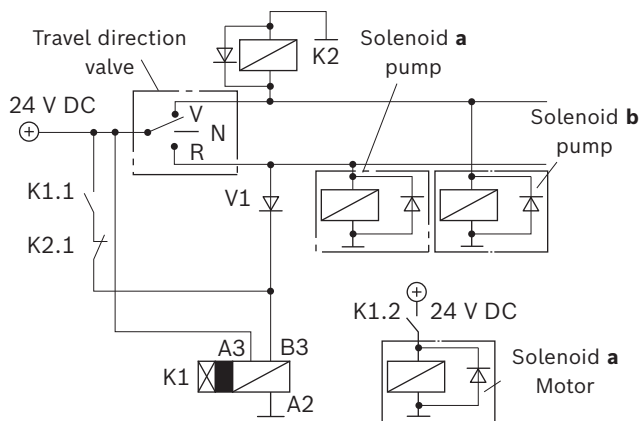 Travel direction
valve
K2
Solenoid a
pump
24 V DC
V
N
R
Solenoid b
pump
K1.1
V1
K2.1
K1.2 24 V DC
A3 B3
K1
A2
Solenoid a
Motor